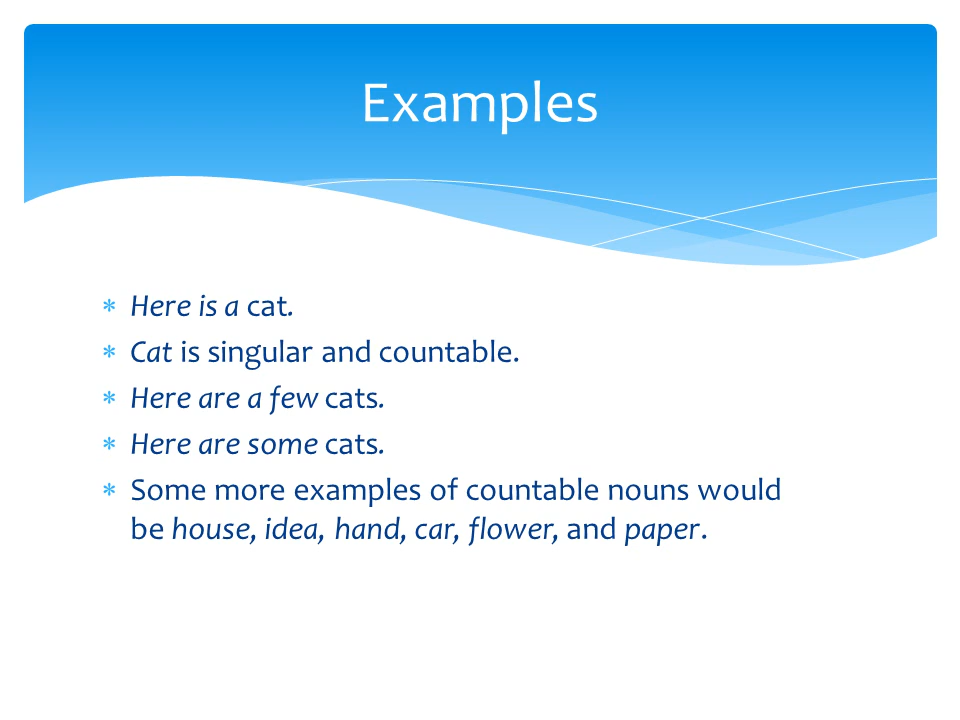 Examples
* Here is a cat.
* Cat is singular and countable.
* Here are a few cats.
* Here are some cats.
* Some more examples of countable nouns would
be house, idea, hand, car, flower, and paper.